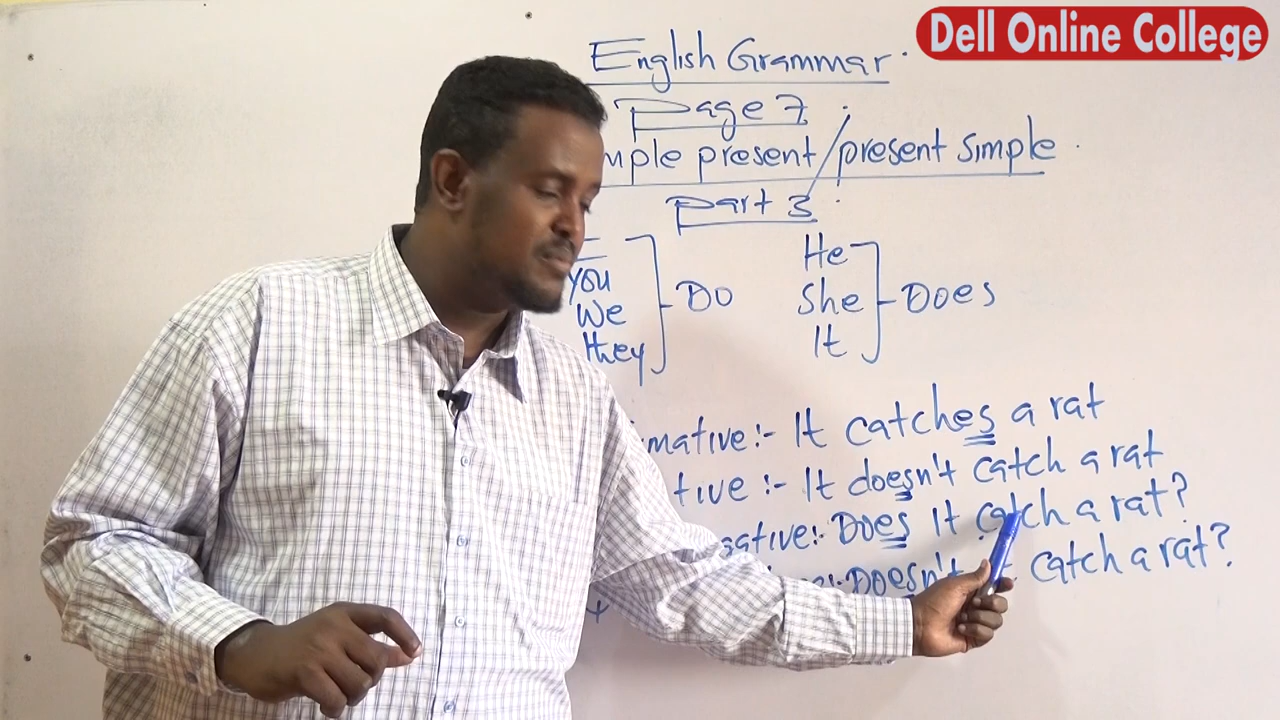 Dell Online College
English Grammar.
Page 7
mple present/present simple.
Part 3
I
You
We
they
Do
He
She
It
Does
mative:- It catches a rat
tive :- It doesn't catch a rat
gative:- Does it catch a rat?
Doesn't it catch a rat?